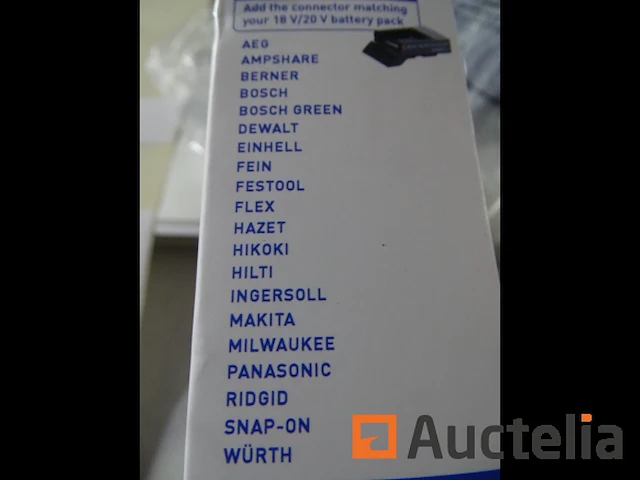 Add the connector matching
your 18 V/20 V battery pack
AEG
AMPSHARE
BERNER
BOSCH
BOSCH GREEN
DEWALT
EINHELL
FEIN
FESTOOL
FLEX
HAZET
HIKOKI
HILTI
INGERSOLL
MAKITA
MILWAUKEE
PANASONIC
RIDGID
SNAP-ON
WÜRTH
Auctelia